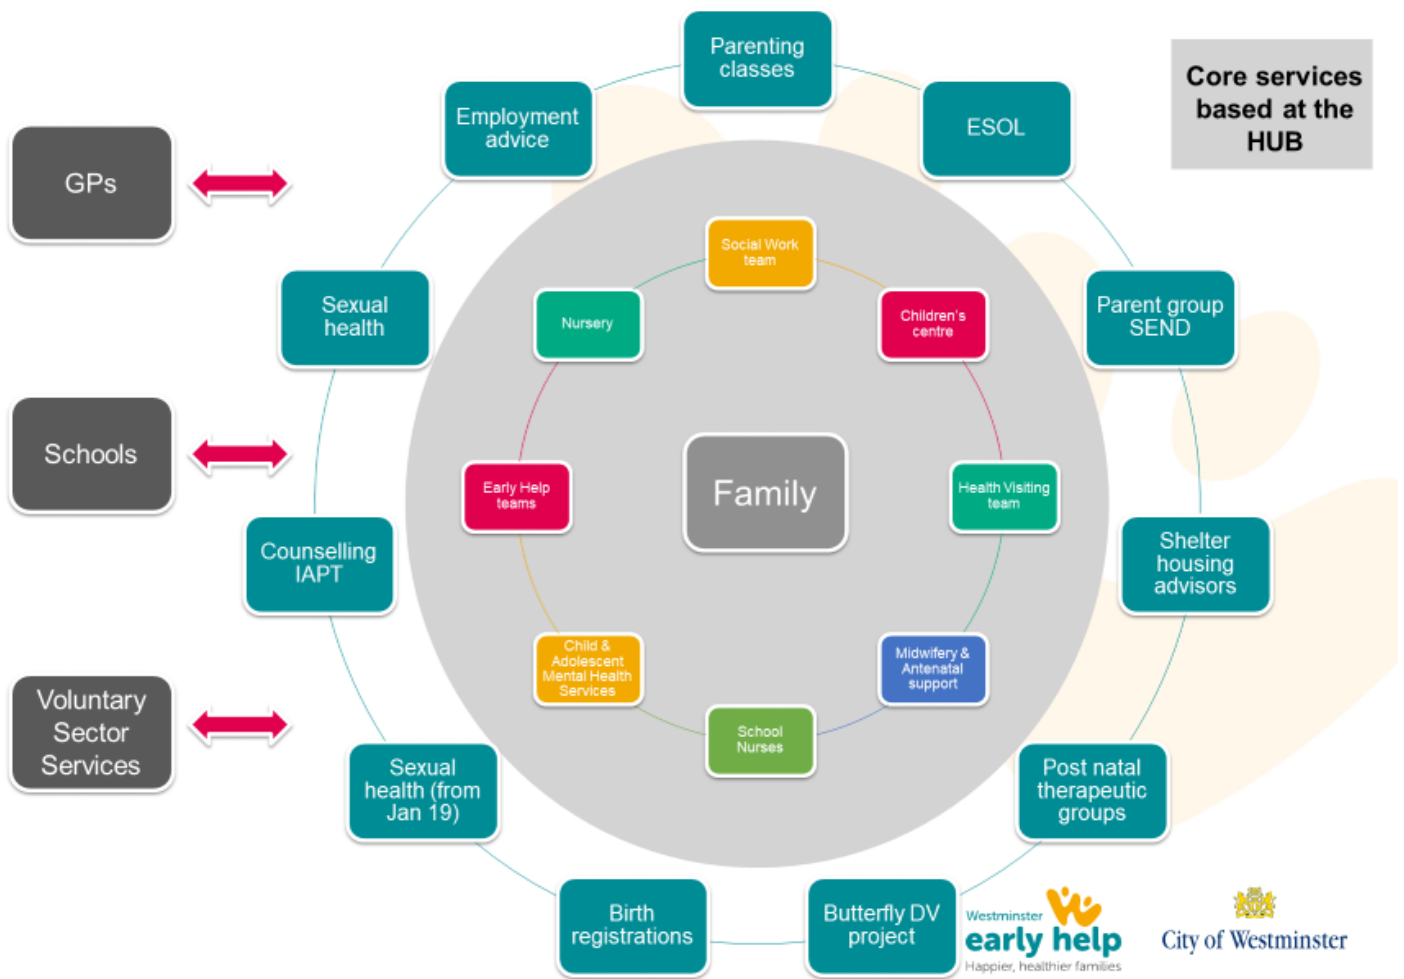 Parenting
classes
Core services
based at the
HUB
Employment
advice
ESOL
GPs
Social Work
team
Sexual
health
Nursery
Children's
centre
Parent group
SEND
Schools
Early Help
teams
Family
Health Visiting
team
Counselling
IAPT
Shelter
housing
advisors
Child &
Adolescent
Mental Health
Services
Midwifery &
Antenatal
support
Voluntary
Sector
Services
School
Nurses
Sexual
health (from
Jan 19)
Post natal
therapeutic
groups
Birth
registrations
Butterfly DV
project
Westminster
early help
Happier, healthier families
City of Westminster